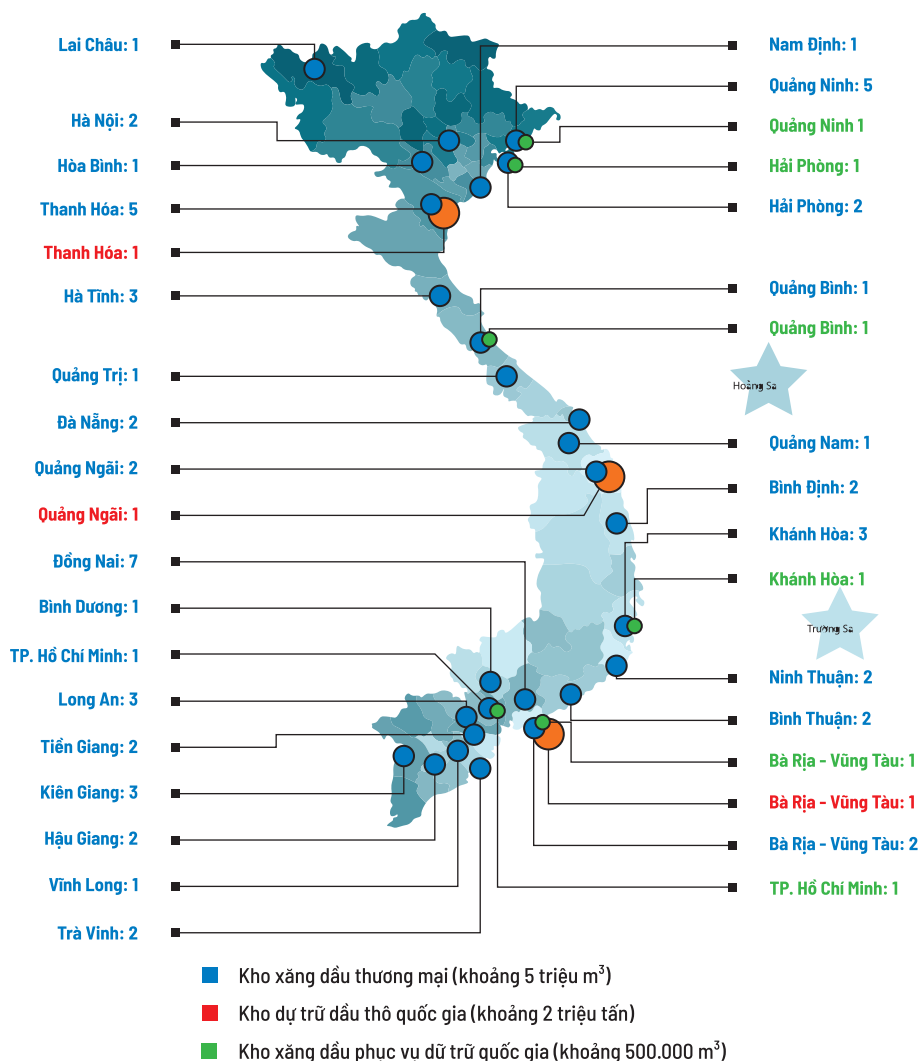 Lai Châu: 1
Hà Nội: 2
Hòa Bình: 1
Thanh Hóa: 5
Thanh Hóa: 1
Hà Tĩnh: 3
Quảng Trị: 1
Đà Nẵng: 2
Quảng Ngãi: 2
Quảng Ngãi: 1
Đồng Nai: 7
Bình Dương: 1
TP. Hồ Chí Minh: 1
Long An: 3
Tiền Giang: 2
Kiên Giang: 3
Hậu Giang: 2
Vĩnh Long: 1
Trà Vinh: 2
Nam Định: 1
Quảng Ninh: 5
Quảng Ninh 1
Hải Phòng: 1
Hải Phòng: 2
Quảng Bình: 1
Quảng Bình: 1
Hoàng Sa
Quảng Nam: 1
Bình Định: 2
Khánh Hòa: 3
Khánh Hòa: 1
Trường Sa
Ninh Thuận: 2
Bình Thuận: 2
Bà Rịa - Vũng Tàu: 1
Bà Rịa - Vũng Tàu: 1
Bà Rịa - Vũng Tàu: 2
TP. Hồ Chí Minh: 1
Kho xăng dầu thương mại (khoảng 5 triệu m³)
Kho dự trữ dầu thô quốc gia (khoảng 2 triệu tấn)
Kho xăng dầu phục vụ dữ trữ quốc gia (khoảng 500.000 m³)